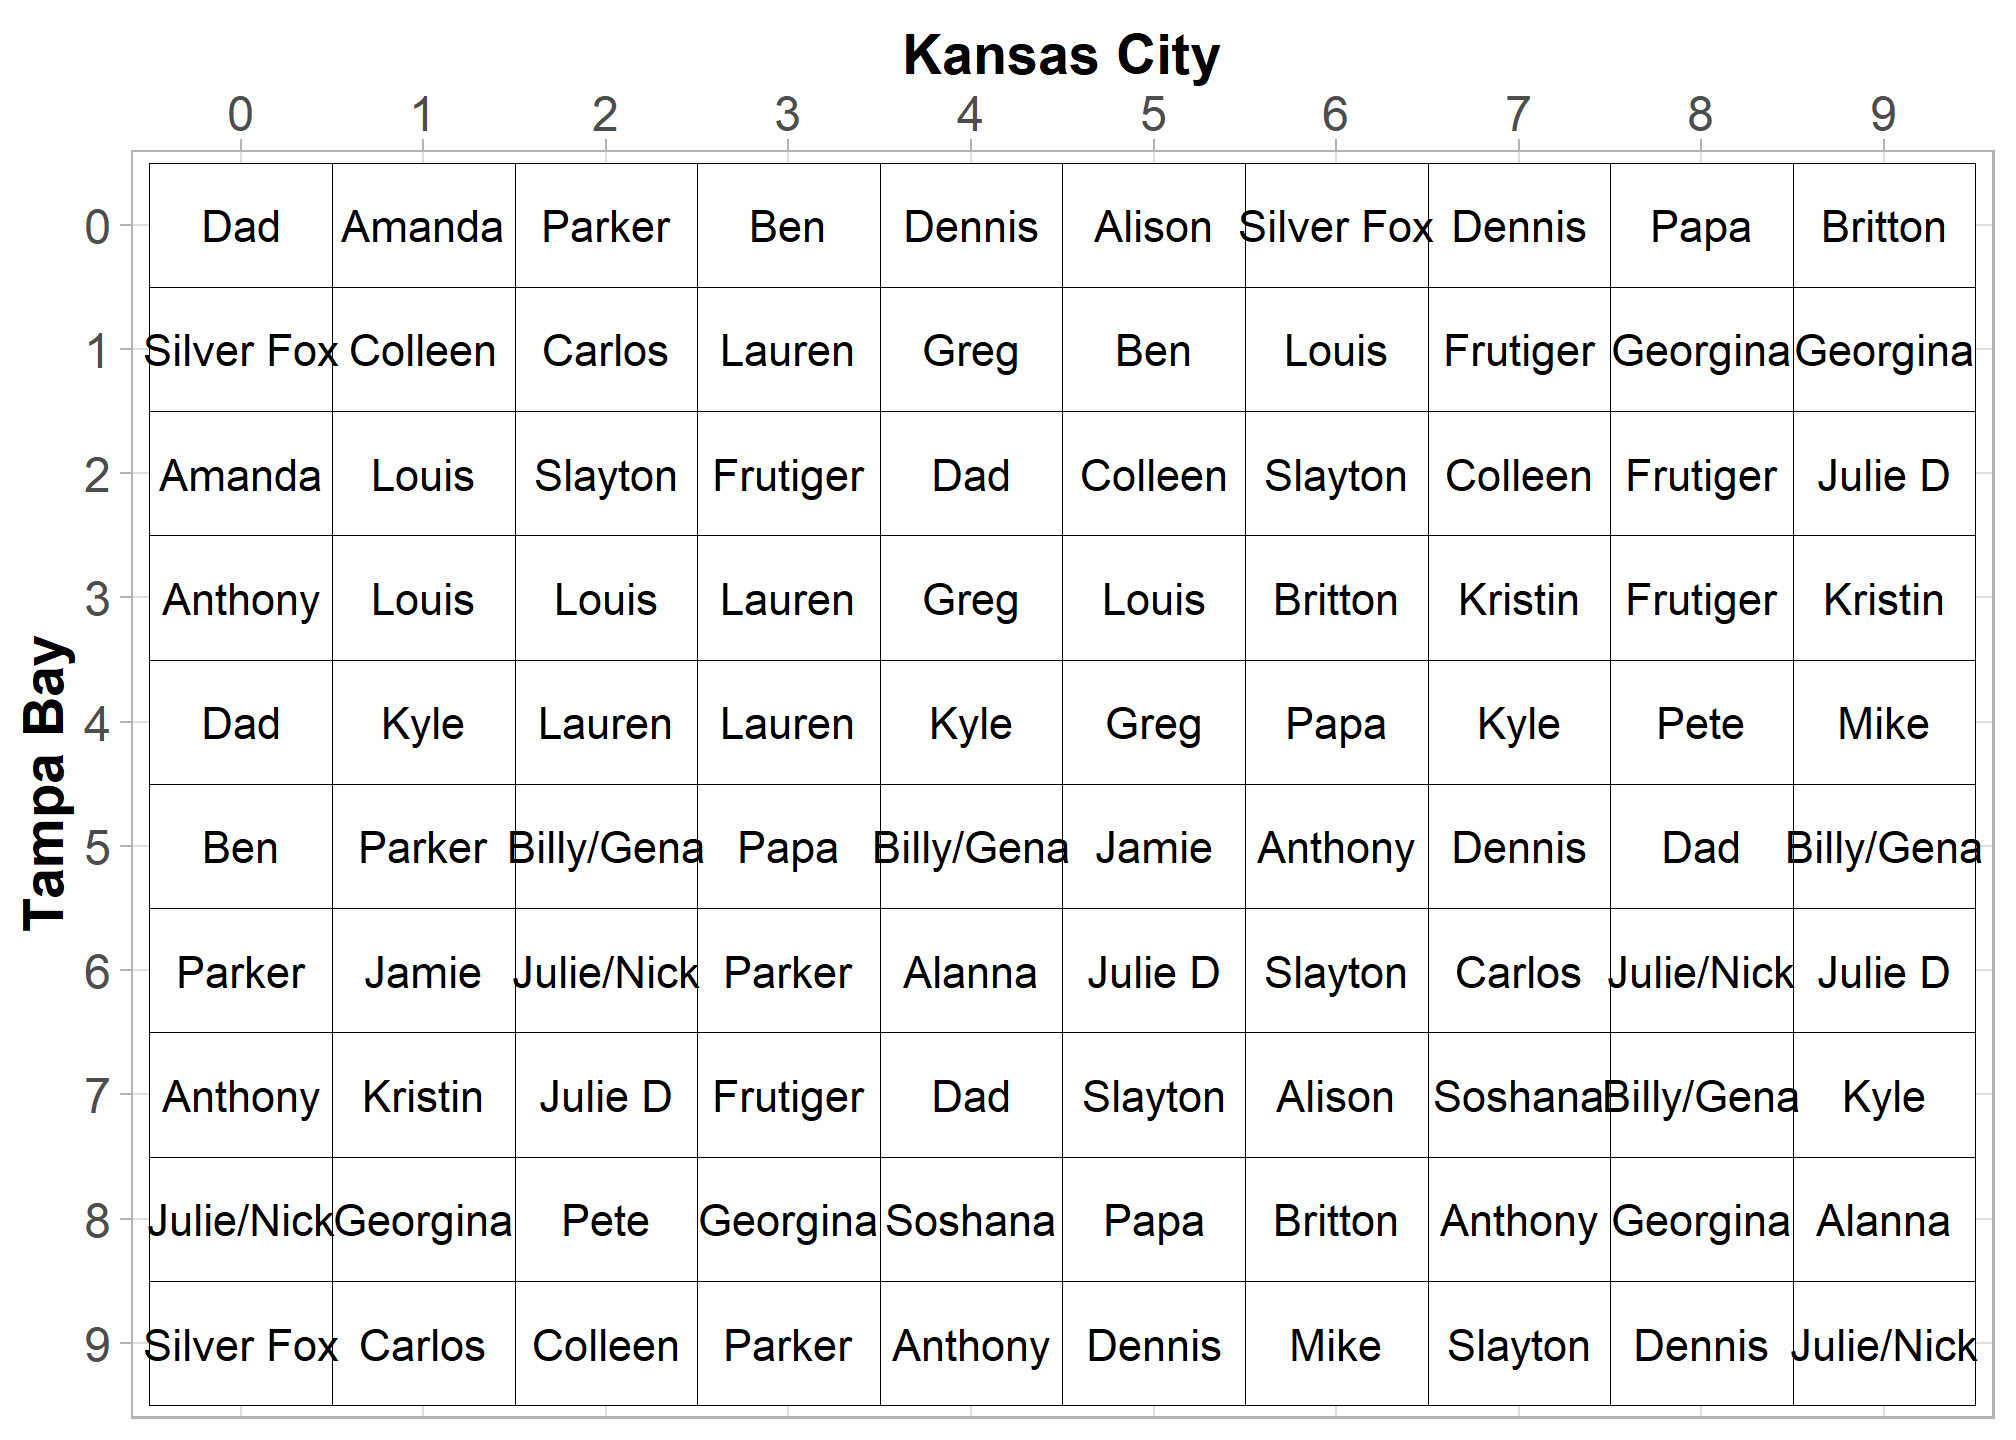 Kansas City
0 1 2 3 4 5 6 7 8 9
Tampa Bay
0 Dad Amanda Parker Ben Dennis Alison Silver Fox Dennis Papa Britton
1 Silver Fox Colleen Carlos Lauren Greg Ben Louis Frutiger Georgina Georgina
2 Amanda Louis Slayton Frutiger Dad Colleen Slayton Colleen Frutiger Julie D
3 Anthony Louis Louis Lauren Greg Louis Britton Kristin Frutiger Kristin
4 Dad Kyle Lauren Lauren Kyle Greg Papa Kyle Pete Mike
5 Ben Parker Billy/Gena Papa Billy/Gena Jamie Anthony Dennis Dad Billy/Gena
6 Parker Jamie Julie/Nick Parker Alanna Julie D Slayton Carlos Julie/Nick Julie D
7 Anthony Kristin Julie D Frutiger Dad Slayton Alison Soshana Billy/Gena Kyle
8 Julie/Nick Georgina Pete Georgina Soshana Papa Britton Anthony Georgina Alanna
9 Silver Fox Carlos Colleen Parker Anthony Dennis Mike Slayton Dennis Julie/Nick